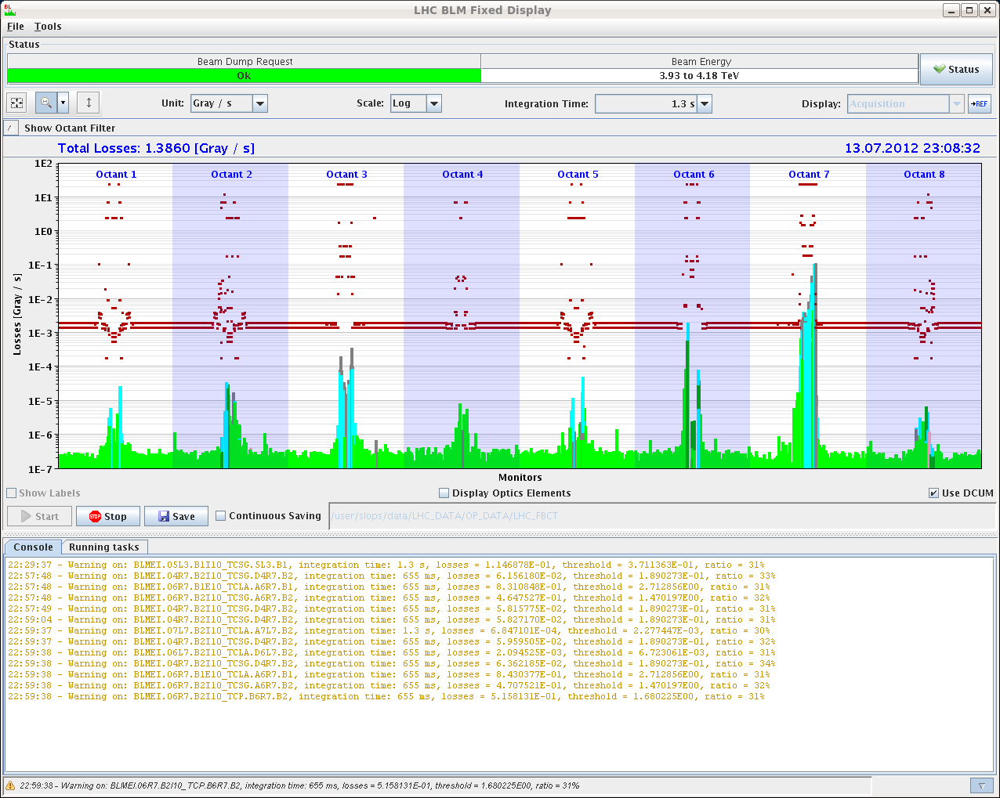 BL
LHC BLM Fixed Display
File Tools
Status
Beam Dump Request Beam Energy
Ok 3.93 to 4.18 TeV
Status
Unit: Gray / s Scale: Log Integration Time: 1.3 s Display: Acquisition REF
Show Octant Filter
Total Losses: 1.3860 [Gray / s] 13.07.2012 23:08:32
Octant 1 Octant 2 Octant 3 Octant 4 Octant 5 Octant 6 Octant 7 Octant 8
1E2
1E1
1E0
1E-1
1E-2
1E-3
1E-4
1E-5
1E-6
1E-7
Losses [Gray / s]
Monitors
Show Labels Display Optics Elements Use DCUM
Start STOP Stop Save Continuous Saving /user/slops/data/LHC_DATA/OP_DATA/LHC_FBCT
Console Running tasks
22:29:37 - Warning on: BLMEI.05L3.B1I10_TCSG.5L3.B1, integration time: 1.3 s, losses = 1.146878E-01, threshold = 3.711363E-01, ratio = 31%
22:57:48 - Warning on: BLMEI.04R7.B2I10_TCSG.D4R7.B2, integration time: 655 ms, losses = 6.156180E-02, threshold = 1.890273E-01, ratio = 33%
22:57:48 - Warning on: BLMEI.06R7.B1E10_TCLA.A6R7.B1, integration time: 655 ms, losses = 8.310848E-01, threshold = 2.712856E00, ratio = 31%
22:57:48 - Warning on: BLMEI.06R7.B2I10_TCSG.A6R7.B2, integration time: 655 ms, losses = 4.647527E-01, threshold = 1.470197E00, ratio = 32%
22:57:49 - Warning on: BLMEI.04R7.B2I10_TCSG.D4R7.B2, integration time: 655 ms, losses = 5.815775E-02, threshold = 1.890273E-01, ratio = 31%
22:59:04 - Warning on: BLMEI.04R7.B2I10_TCSG.D4R7.B2, integration time: 655 ms, losses = 5.827170E-02, threshold = 1.890273E-01, ratio = 31%
22:59:37 - Warning on: BLMEI.07L7.B2I10_TCLA.A7L7.B2, integration time: 1.3 s, losses = 6.847101E-04, threshold = 2.277447E-03, ratio = 30%
22:59:37 - Warning on: BLMEI.04R7.B2I10_TCSG.D4R7.B2, integration time: 655 ms, losses = 5.959505E-02, threshold = 1.890273E-01, ratio = 32%
22:59:38 - Warning on: BLMEI.06L7.B2I10_TCLA.D6L7.B2, integration time: 655 ms, losses = 2.094525E-03, threshold = 6.723061E-03, ratio = 31%
22:59:38 - Warning on: BLMEI.04R7.B2I10_TCSG.D4R7.B2, integration time: 655 ms, losses = 6.362185E-02, threshold = 1.890273E-01, ratio = 34%
22:59:38 - Warning on: BLMEI.06R7.B1E10_TCLA.A6R7.B1, integration time: 655 ms, losses = 8.430377E-01, threshold = 2.712856E00, ratio = 31%
22:59:38 - Warning on: BLMEI.06R7.B2I10_TCSG.A6R7.B2, integration time: 655 ms, losses = 4.707521E-01, threshold = 1.470197E00, ratio = 32%
22:59:38 - Warning on: BLMEI.06R7.B2I10_TCP.B6R7.B2, integration time: 655 ms, losses = 5.158131E-01, threshold = 1.680225E00, ratio = 31%
22:59:38 - Warning on: BLMEI.06R7.B2I10_TCP.B6R7.B2, integration time: 655 ms, losses = 5.158131E-01, threshold = 1.680225E00, ratio = 31%